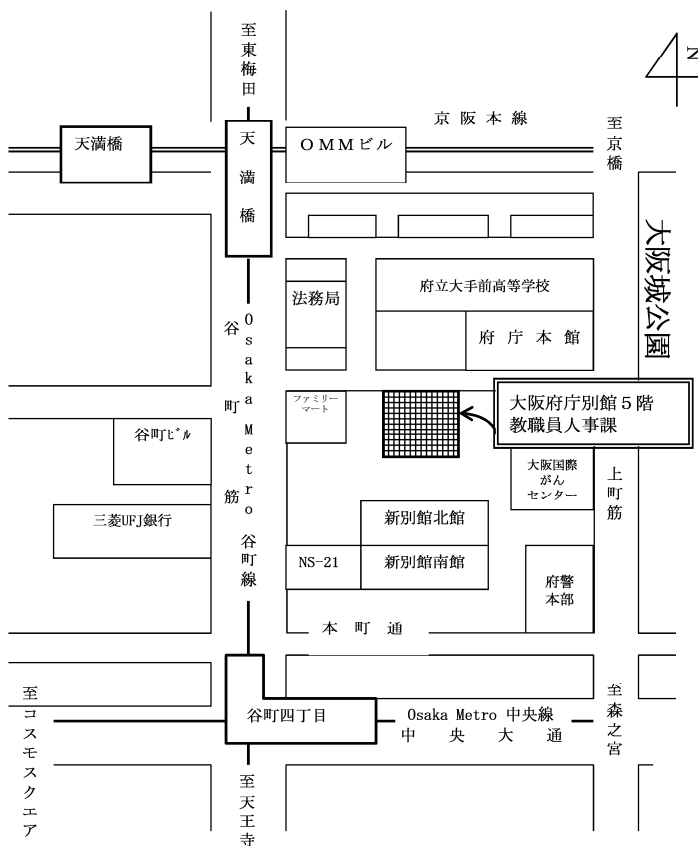 至東梅田
N
京阪本線
至京橋
天満橋
天満橋
OMMビル
大阪城公園
法務局
府立大手前高等学校
府庁本館
谷町筋
Osaka Metro 谷町線
ファミリー
マート
大阪府庁別館5階
教職員人事課
谷町ビル
大阪国際
がん
センター
上町筋
三菱UFJ銀行
新別館北館
NS-21
新別館南館
府警
本部
本町通
至コスモスクエア
谷町四丁目
Osaka Metro 中央線
中央大通
至森之宮
至天王寺